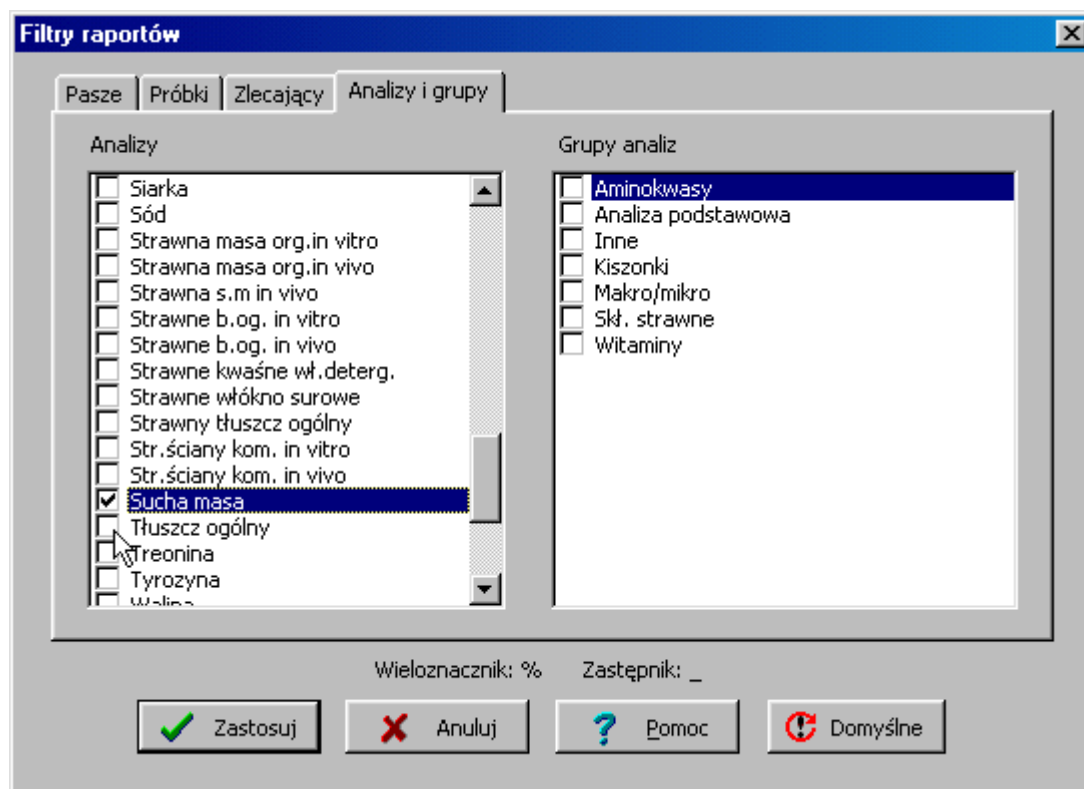 Filtry raportów
Pasze Próbki Zlecający Analizy i grupy
Analizy
Siarka
Sód
Strawna masa org.in vitro
Strawna masa org.in vivo
Strawna s.m in vivo
Strawne b.og. in vitro
Strawne b.og. in vivo
Strawne kwaśne wł.deterg.
Strawne włókno surowe
Strawny tłuszcz ogólny
Str.ściany kom. in vitro
Str.ściany kom. in vivo
Sucha masa
Tłuszcz ogólny
Treonina
Tyrozyna
Walina
Grupy analiz
Aminokwasy
Analiza podstawowa
Inne
Kiszonki
Makro/mikro
Skł. strawne
Witaminy
Wieloznacznik: % Zastępnik: _
Zastosuj Anuluj Pomoc Domyślne